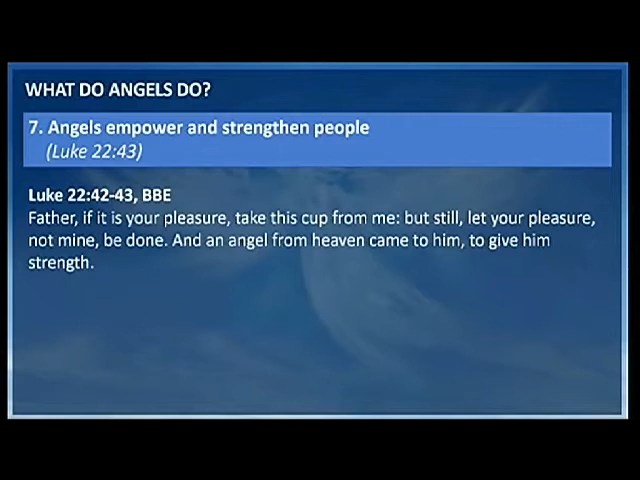 WHAT DO ANGELS DO?
7. Angels empower and strengthen people
(Luke 22:43)
Luke 22:42-43, BBE
Father, if it is your pleasure, take this cup from me: but still, let your pleasure,
not mine, be done. And an angel from heaven came to him, to give him
strength.